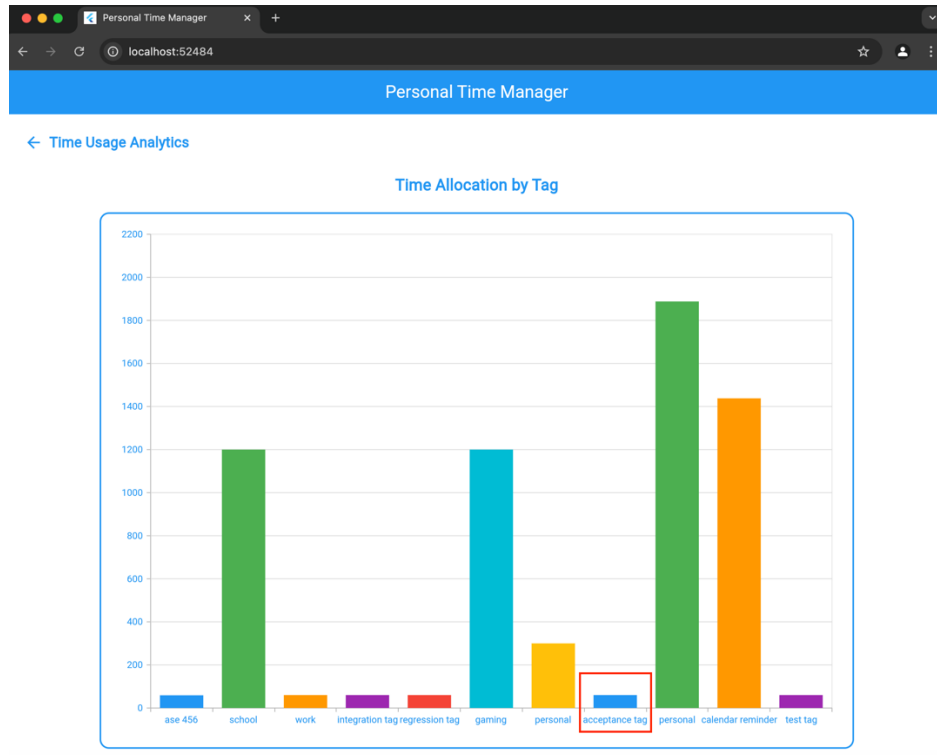 Personal Time Manager
localhost:52484
Personal Time Manager
Time Usage Analytics
Time Allocation by Tag
2200
2000
1800
1600
1400
1200
1000
800
600
400
200
0
ase 456 school work integration tag regression tag gaming personal acceptance tag personal calendar reminder test tag